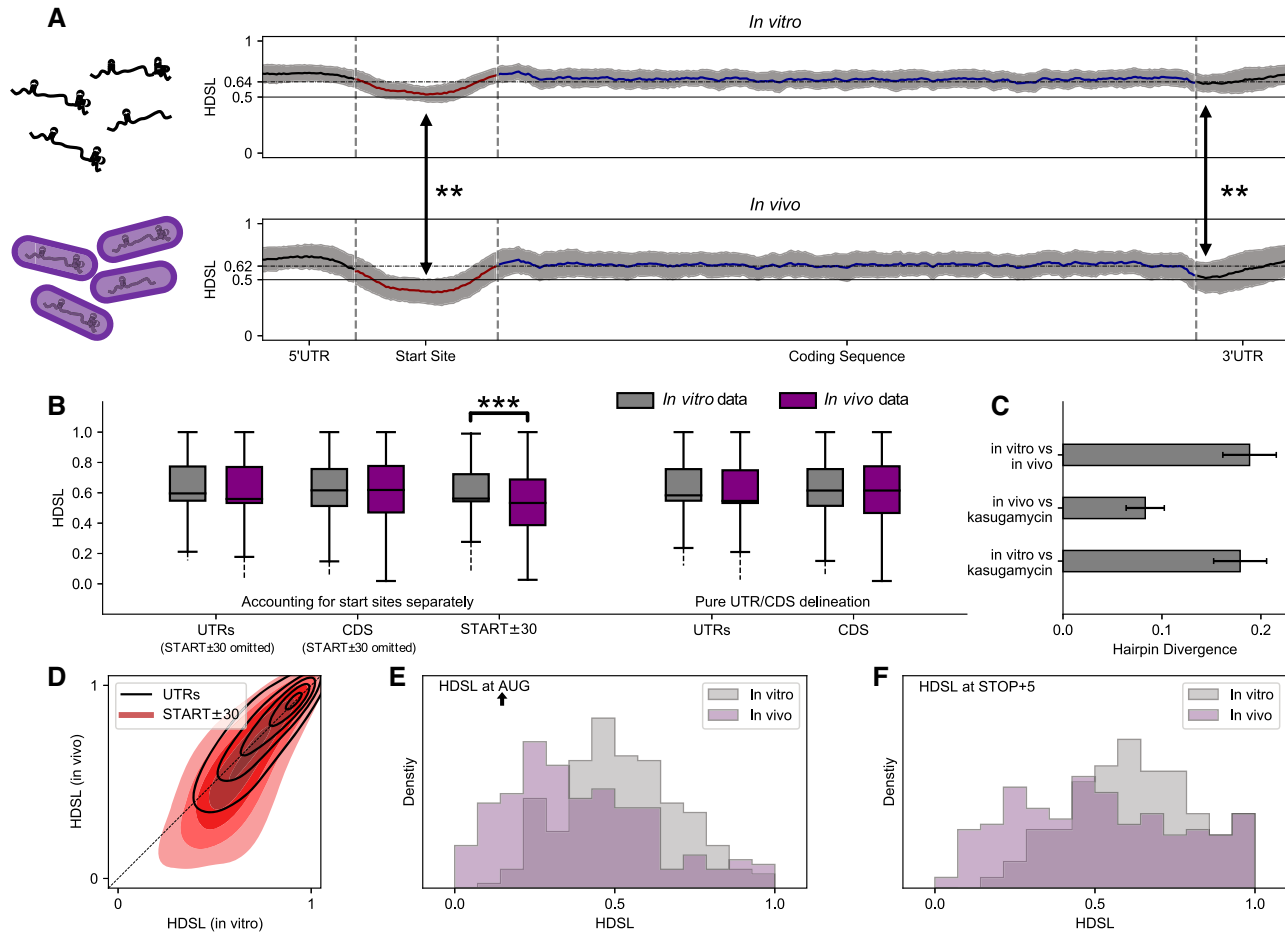 A
In vitro
1
0.64
0.5
0
HDSL
**
**
In vivo
1
0.62
0.5
0
HDSL
5'UTR
Start Site
Coding Sequence
3'UTR
B
***
In vitro data
In vivo data
1.0
0.8
0.6
0.4
0.2
0.0
HDSL
Accounting for start sites separately
Pure UTR/CDS delineation
UTRs
(START±30 omitted)
CDS
(START±30 omitted)
START±30
UTRs
CDS
C
in vitro vs
in vivo
in vivo vs
kasugamycin
in vitro vs
kasugamycin
0.0
0.1
0.2
Hairpin Divergence
D
UTRs
START±30
1
0
HDSL (in vivo)
0
1
HDSL (in vitro)
E
HDSL at AUG
In vitro
In vivo
Denstiy
0.0
0.5
1.0
HDSL
F
HDSL at STOP+5
In vitro
In vivo
Denstiy
0.0
0.5
1.0
HDSL